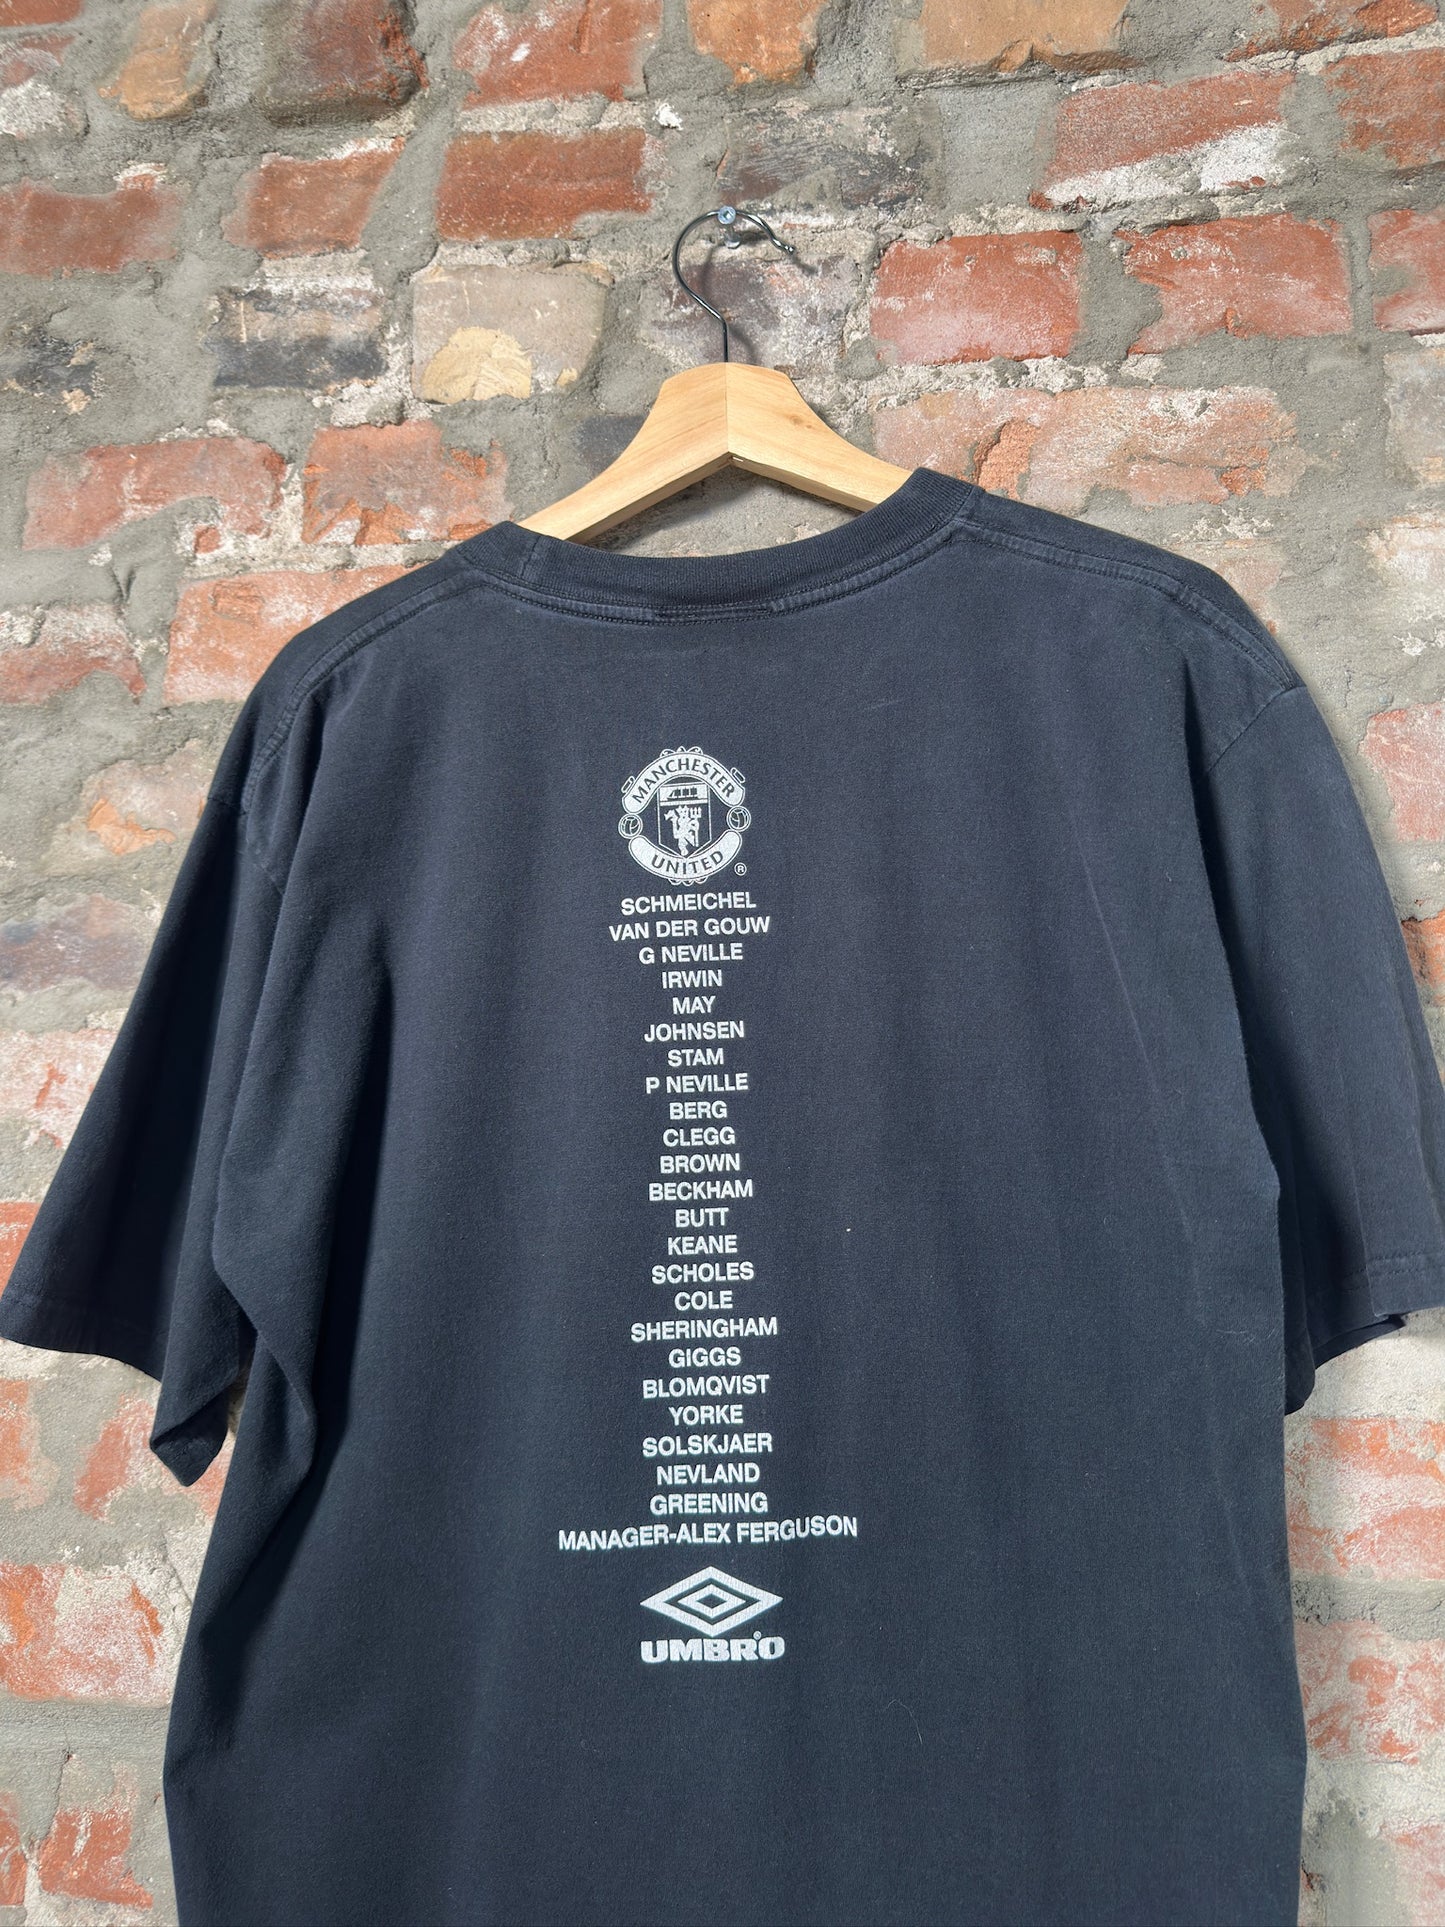 MANCHESTER
UNITED
®
SCHMEICHEL
VAN DER GOUW
G NEVILLE
IRWIN
MAY
JOHNSEN
STAM
P NEVILLE
BERG
CLEGG
BROWN
BECKHAM
BUTT
KEANE
SCHOLES
COLE
SHERINGHAM
GIGGS
BLOMQVIST
YORKE
SOLSKJAER
NEVLAND
GREENING
MANAGER-ALEX FERGUSON
UMBRO®